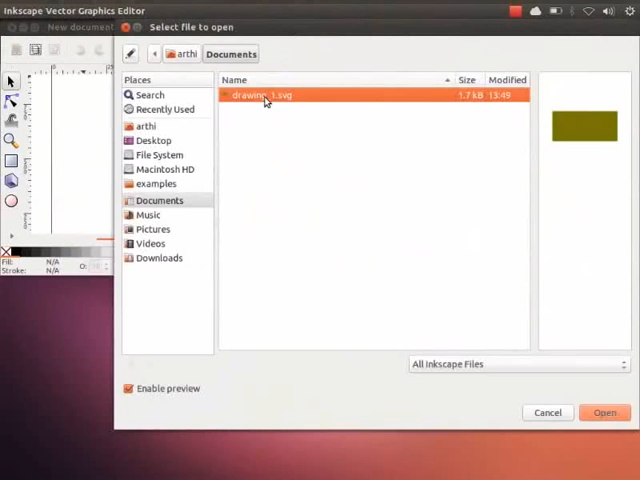 Inkscape Vector Graphics Editor
New document
Select file to open
arthi
Documents
Places
Search
Recently Used
arthi
Desktop
File System
Macintosh HD
examples
Documents
Music
Pictures
Videos
Downloads
Name
Size
Modified
drawing_1.svg
1.7 kB
13:49
All Inkscape Files
Enable preview
Cancel
Open
Fill:
N/A
Stroke:
N/A
O: